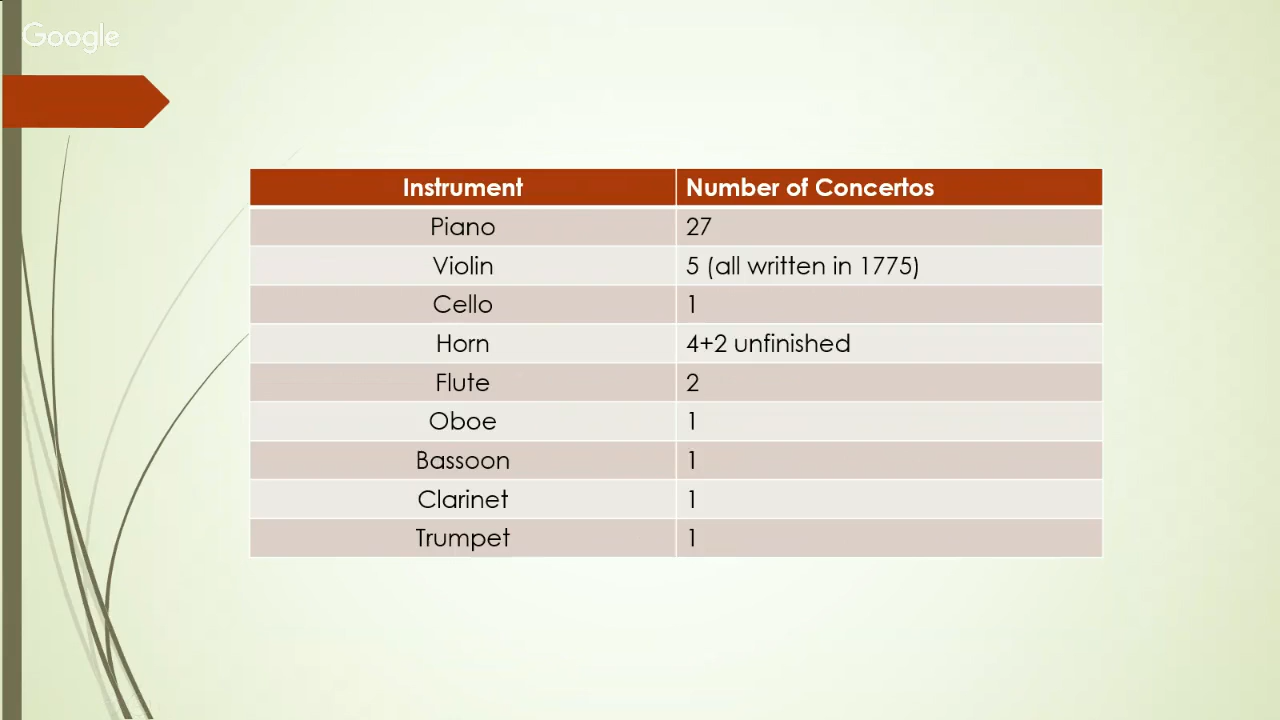 Google
Instrument Number of Concertos
Piano 27
Violin 5 (all written in 1775)
Cello 1
Horn 4+2 unfinished
Flute 2
Oboe 1
Bassoon 1
Clarinet 1
Trumpet 1